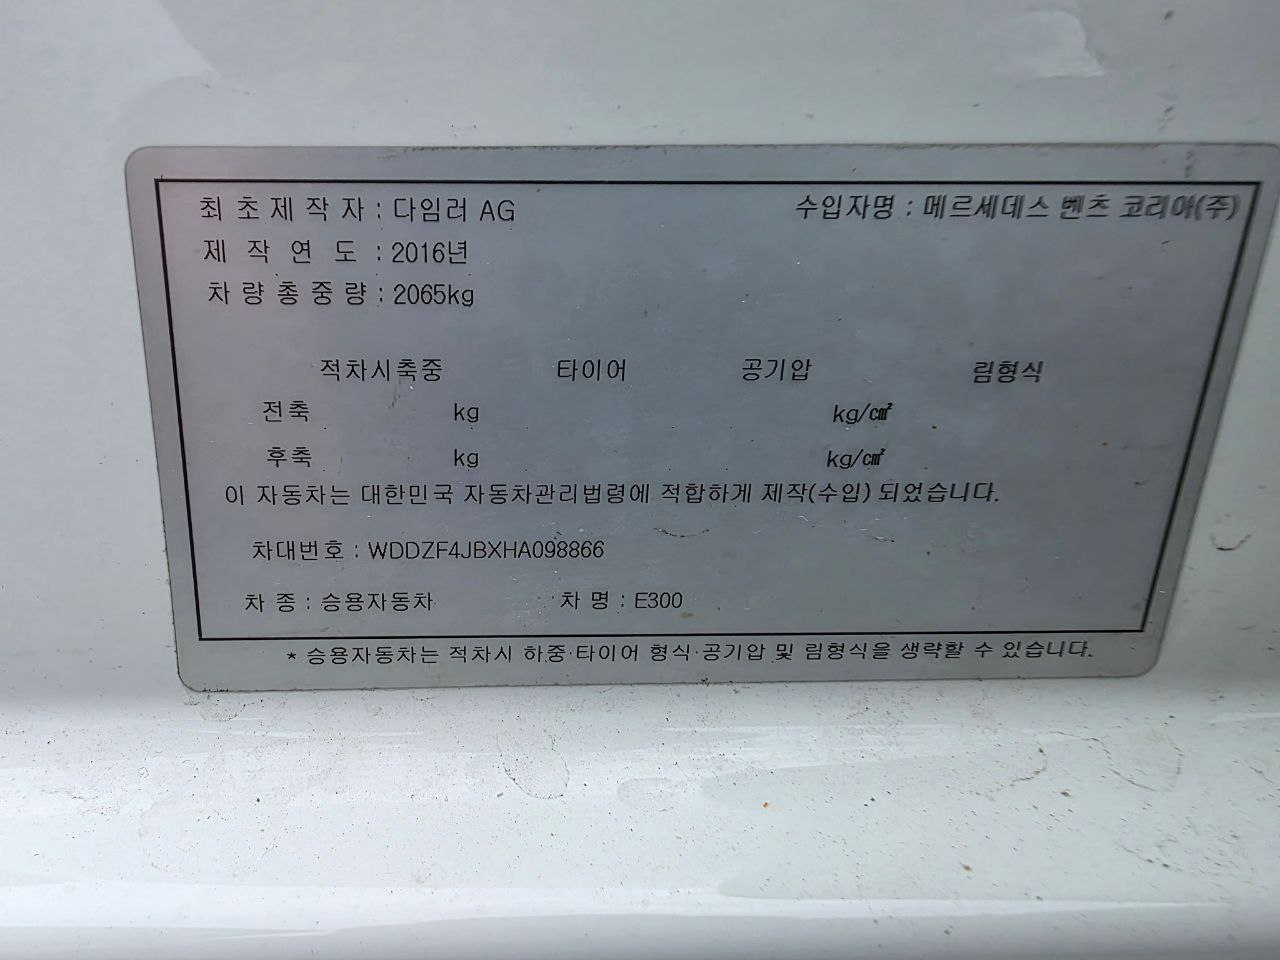 최초제작자 : 다임러 AG 수입자명 : 메르세데스 벤츠 코리아(주)
제작연도 : 2016년
차량총중량 : 2065kg
적차시축중 타이어 공기압 림형식
전축 kg kg/㎠
후축 kg kg/㎠
이 자동차는 대한민국 자동차관리법령에 적합하게 제작(수입) 되었습니다.
차대번호 : WDDZF4JBXHA098866
차종 : 승용자동차 차명 : E300
* 승용자동차는 적차시 하중·타이어 형식·공기압 및 림형식을 생략할 수 있습니다.